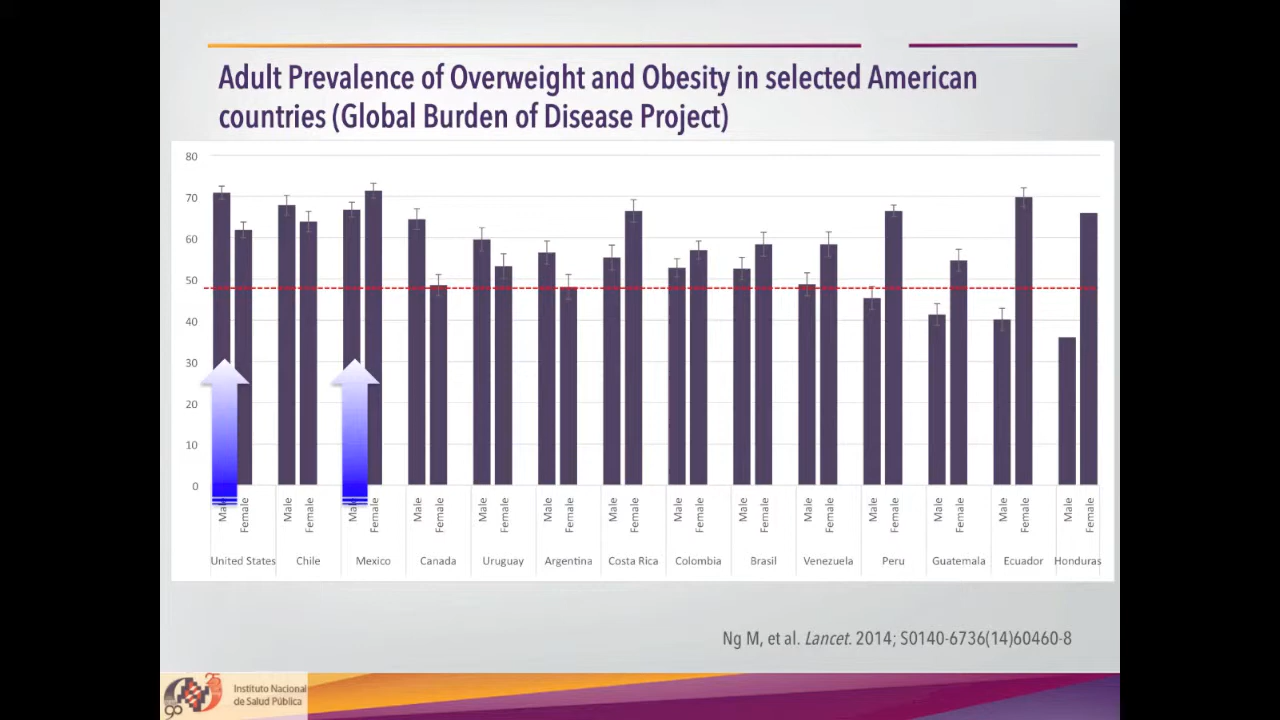 Adult Prevalence of Overweight and Obesity in selected American
countries (Global Burden of Disease Project)
80
70
60
50
40
30
20
10
0
Male Female Male Female Male Female Male Female Male Female Male Female Male Female Male Female Male Female Male Female Male Female Male Female Male Female Male Female
United States Chile Mexico Canada Uruguay Argentina Costa Rica Colombia Brasil Venezuela Peru Guatemala Ecuador Honduras
Ng M, et al. Lancet. 2014; S0140-6736(14)60460-8
Instituto Nacional
de Salud Pública